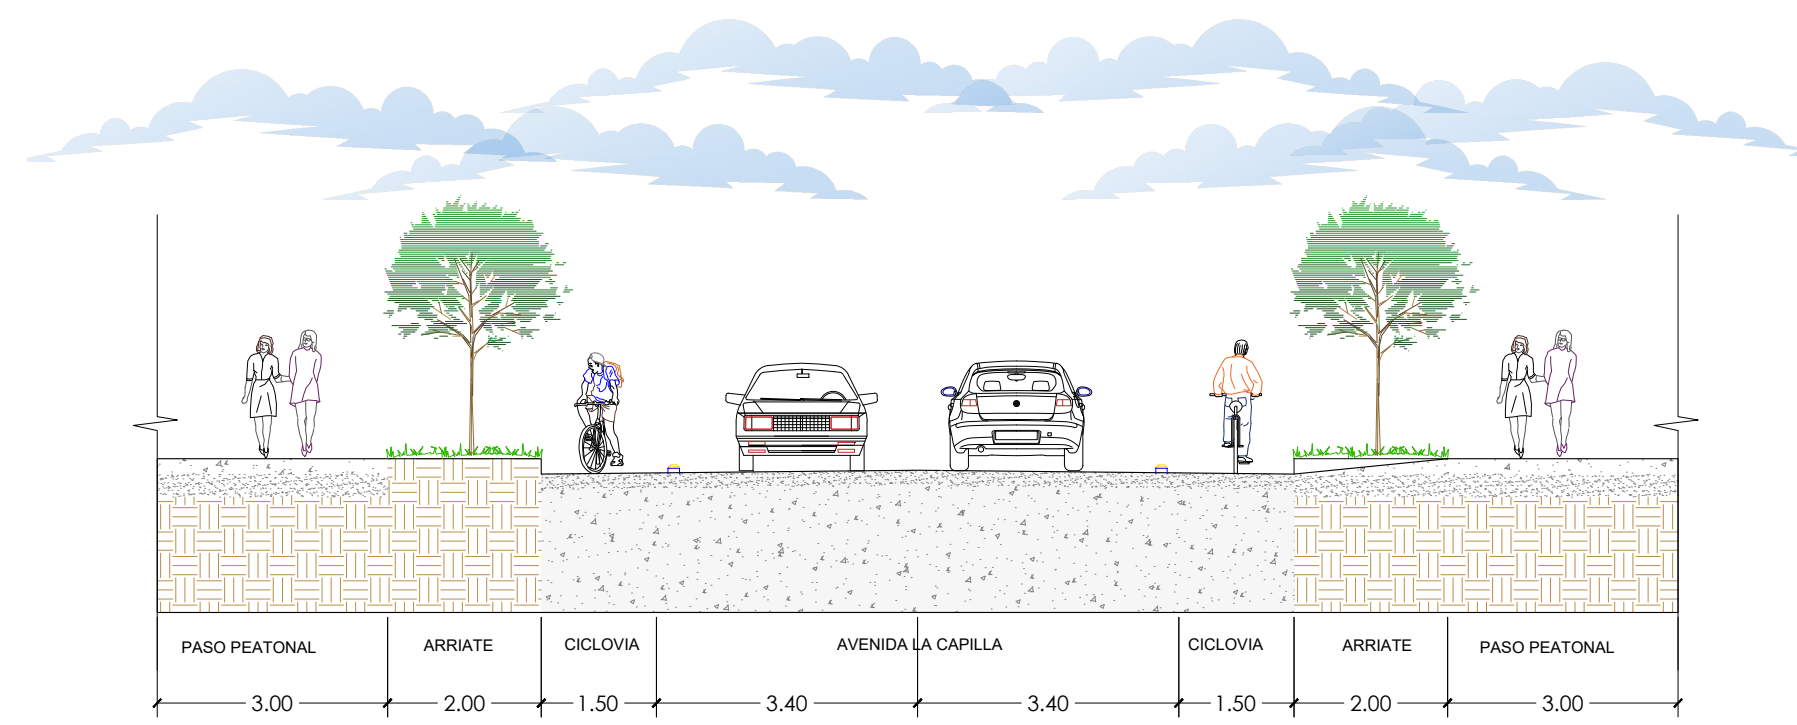 PASO PEATONAL
ARRIATE
CICLOVIA
AVENIDA LA CAPILLA
CICLOVIA
ARRIATE
PASO PEATONAL
3.00
2.00
1.50
3.40
3.40
1.50
2.00
3.00